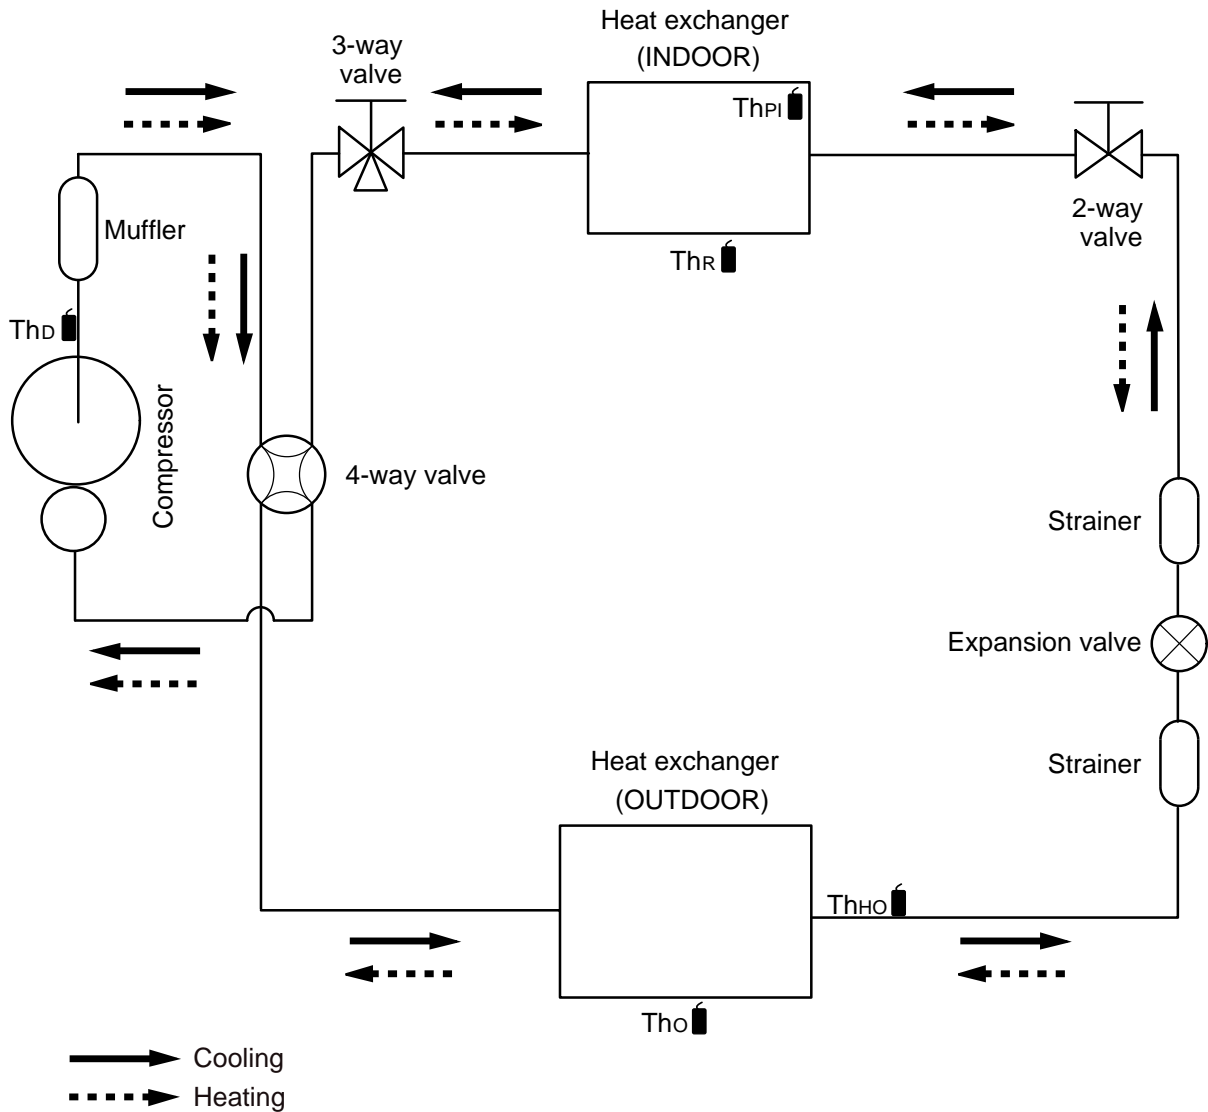 Heat exchanger
(INDOOR)
3-way
valve
ThPI
Muffler
2-way
valve
ThR
ThD
Compressor
4-way valve
Strainer
Expansion valve
Strainer
Heat exchanger
(OUTDOOR)
ThHO
ThO
Cooling
Heating